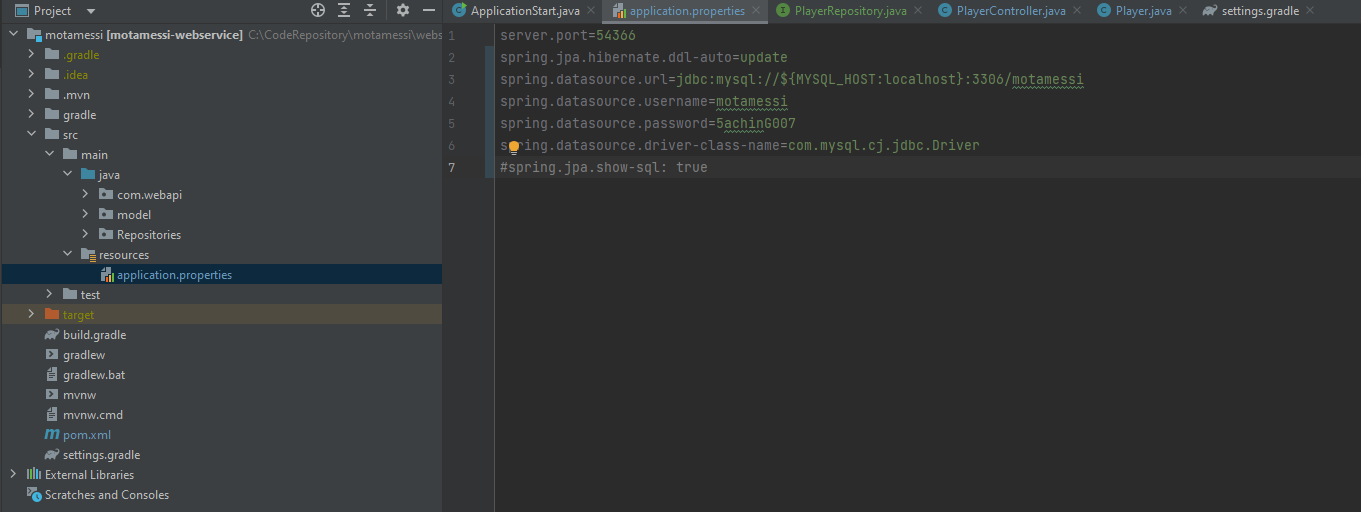 Project
motamessi [motamessi-webservice] C:\CodeRepository\motamessi\webs
.gradle
.idea
.mvn
gradle
src
main
java
com.webapi
model
Repositories
resources
application.properties
test
target
build.gradle
gradlew
gradlew.bat
mvnw
mvnw.cmd
pom.xml
settings.gradle
External Libraries
Scratches and Consoles
ApplicationStart.java application.properties PlayerRepository.java PlayerController.java Player.java settings.gradle
1 server.port=54366
2 spring.jpa.hibernate.ddl-auto=update
3 spring.datasource.url=jdbc:mysql://${MYSQL_HOST:localhost}:3306/motamessi
4 spring.datasource.username=motamessi
5 spring.datasource.password=5achinG007
6 spring.datasource.driver-class-name=com.mysql.cj.jdbc.Driver
7 #spring.jpa.show-sql: true